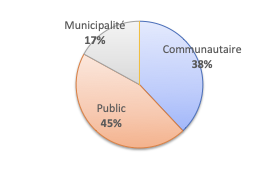 Municipalité
17%
Communautaire
38%
Public
45%